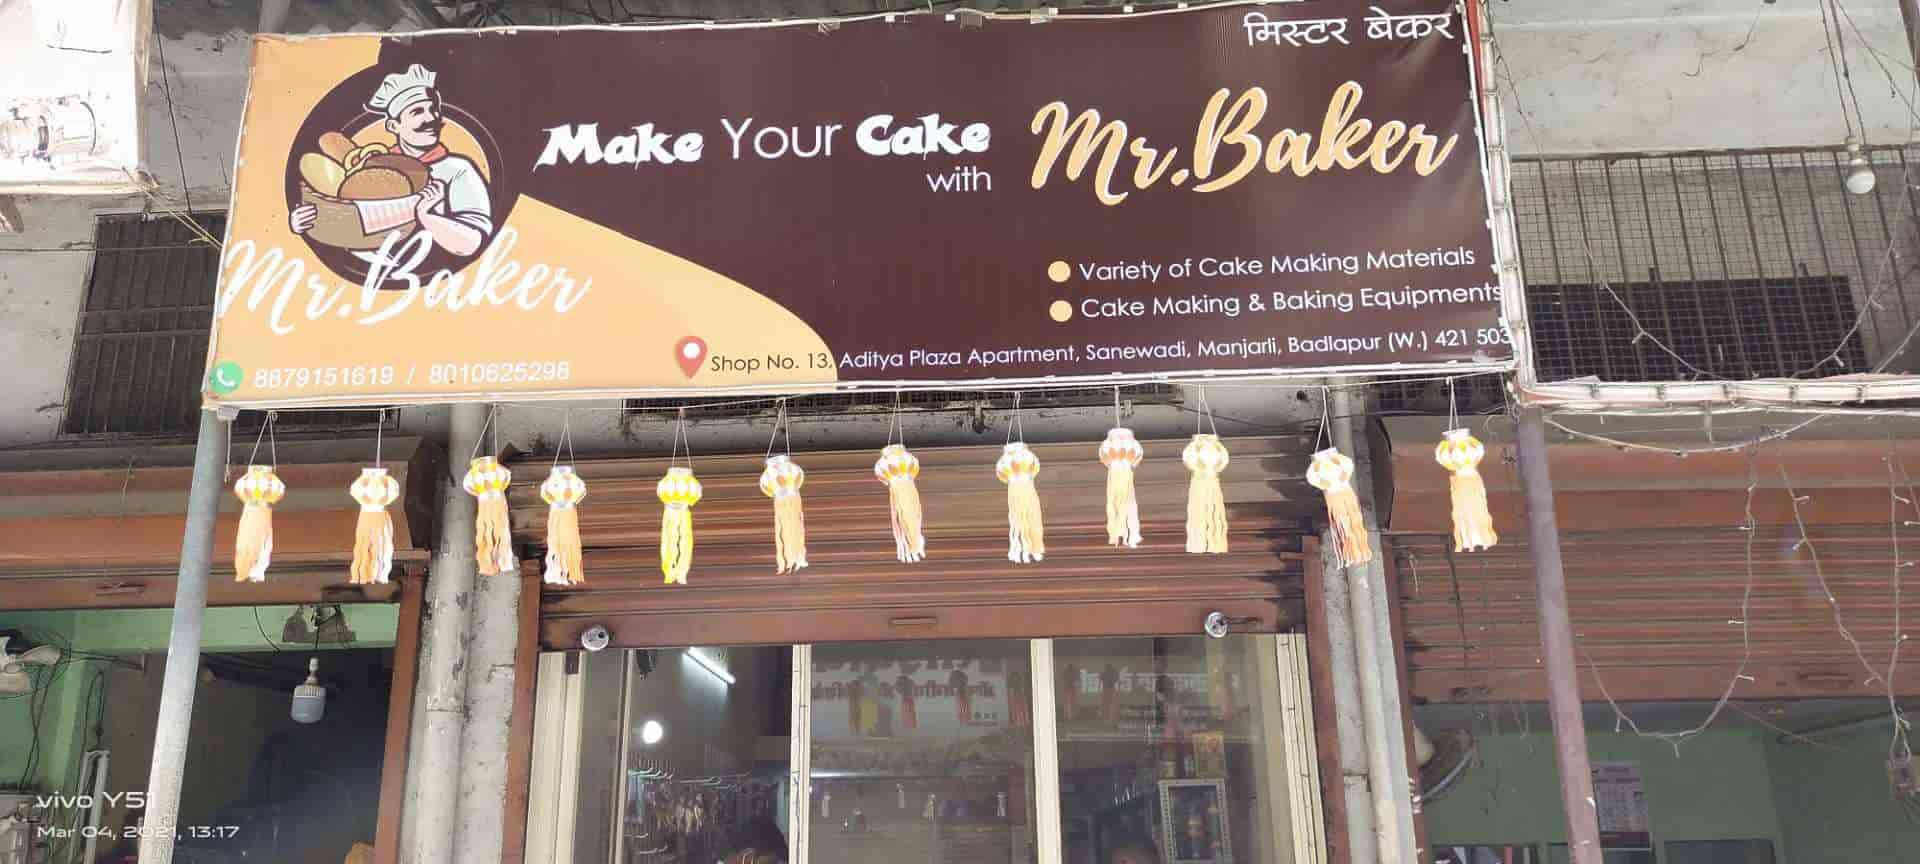 मिस्टर बेकर
Make Your Cake
with
Mr. Baker
Mr. Baker
Variety of Cake Making Materials
Cake Making & Baking Equipments
8879151619 / 8010625298
Shop No. 13, Aditya Plaza Apartment, Sanewadi, Manjarli, Badlapur (W.) 421 503
vivo Y51
Mar 04, 2021, 13:17